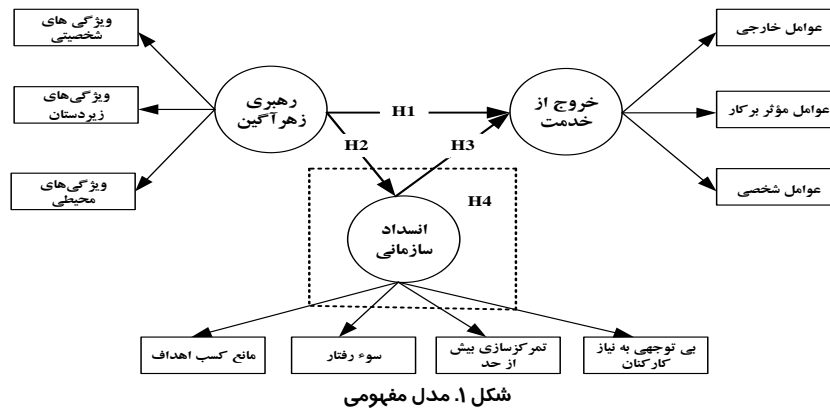 ویژگی های
شخصیتی
ویژگی‌های
زیردستان
ویژگی‌های
محیطی
رهبری
زهرآگین
H1
H2
H3
H4
خروج از
خدمت
عوامل خارجی
عوامل مؤثر برکار
عوامل شخصی
انسداد
سازمانی
بی توجهی به نیاز
کارکنان
تمرکزسازی بیش
از حد
سوء رفتار
مانع کسب اهداف
شکل ۱. مدل مفهومی